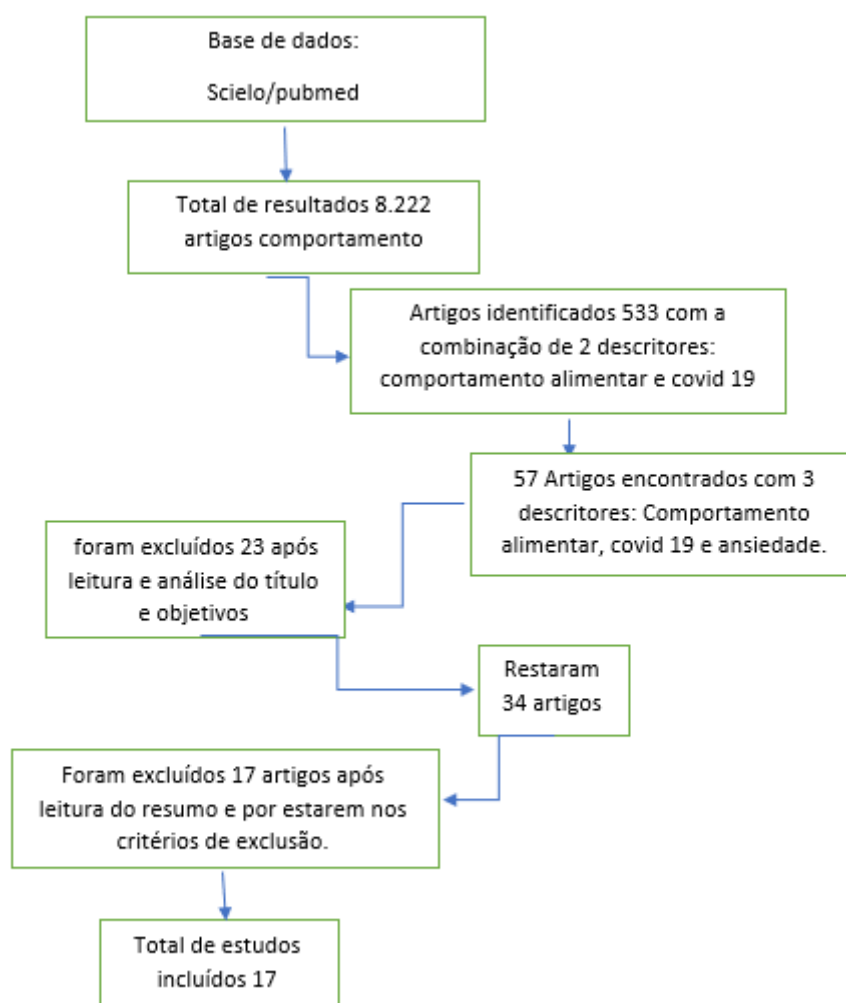 Base de dados:
Scielo/pubmed
Total de resultados 8.222
artigos comportamento
Artigos identificados 533 com a
combinação de 2 descritores:
comportamento alimentar e covid 19
57 Artigos encontrados com 3
descritores: Comportamento
alimentar, covid 19 e ansiedade.
foram excluídos 23 após
leitura e análise do título
e objetivos
Restaram
34 artigos
Foram excluídos 17 artigos após
leitura do resumo e por estarem nos
critérios de exclusão.
Total de estudos
incluídos 17